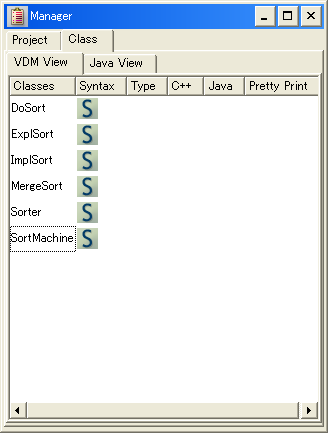 Manager
Project Class
VDM View Java View
Classes Syntax Type C++ Java Pretty Print
DoSort S
ExplSort S
ImplSort S
MergeSort S
Sorter S
SortMachine S